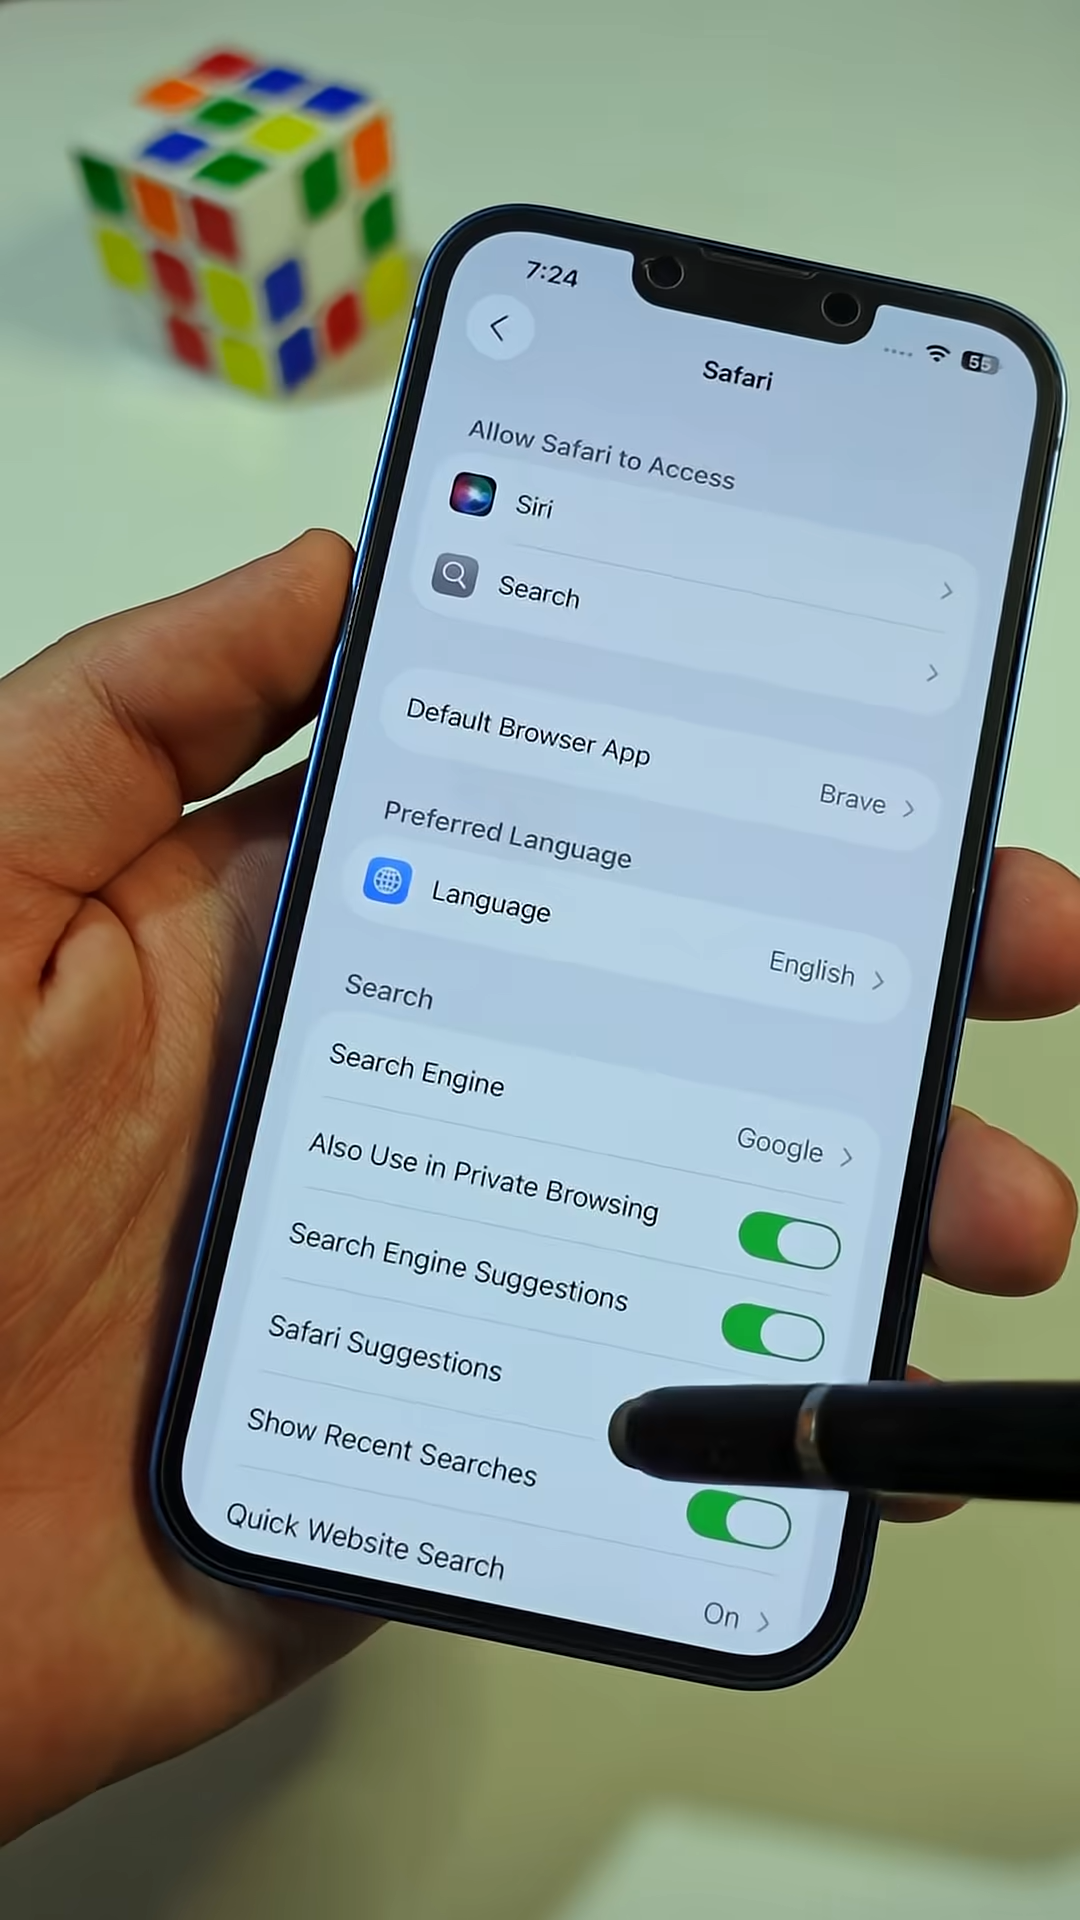 7:24
55
Safari
Allow Safari to Access
Siri
Search
Default Browser App
Brave
Preferred Language
Language
English
Search
Search Engine
Google
Also Use in Private Browsing
Search Engine Suggestions
Safari Suggestions
Show Recent Searches
Quick Website Search
On